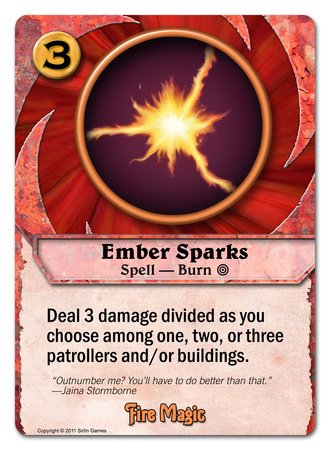 3
Ember Sparks
Spell — Burn
Deal 3 damage divided as you
choose among one, two, or three
patrollers and/or buildings.
“Outnumber me? You’ll have to do better than that.”
—Jaina Stormborne
Fire Magic
Copyright © 2011 Sirlin Games